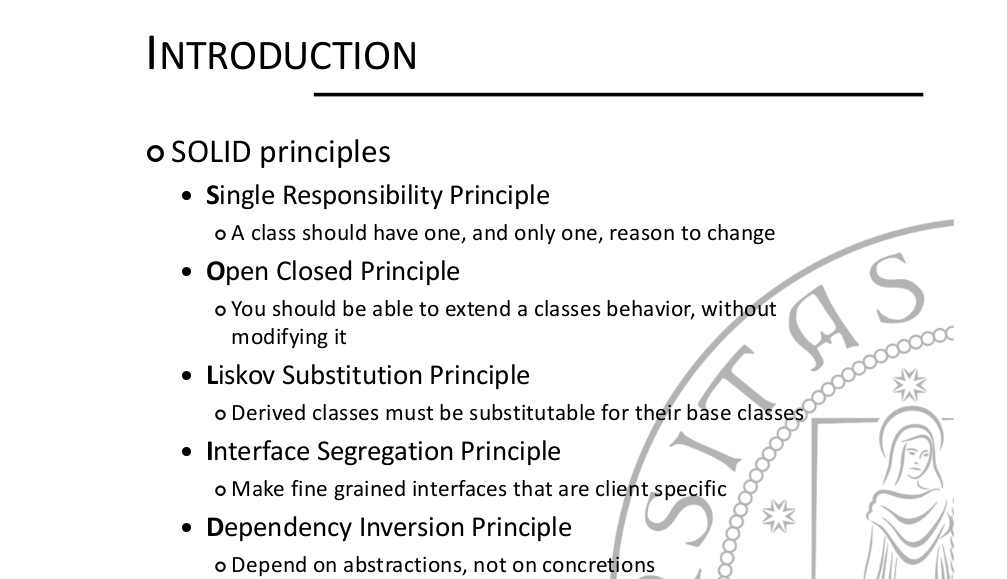 INTRODUCTION
SOLID principles
Single Responsibility Principle
A class should have one, and only one, reason to change
Open Closed Principle
You should be able to extend a classes behavior, without
modifying it
Liskov Substitution Principle
Derived classes must be substitutable for their base classes
Interface Segregation Principle
Make fine grained interfaces that are client specific
Dependency Inversion Principle
Depend on abstractions, not on concretions
SITAS